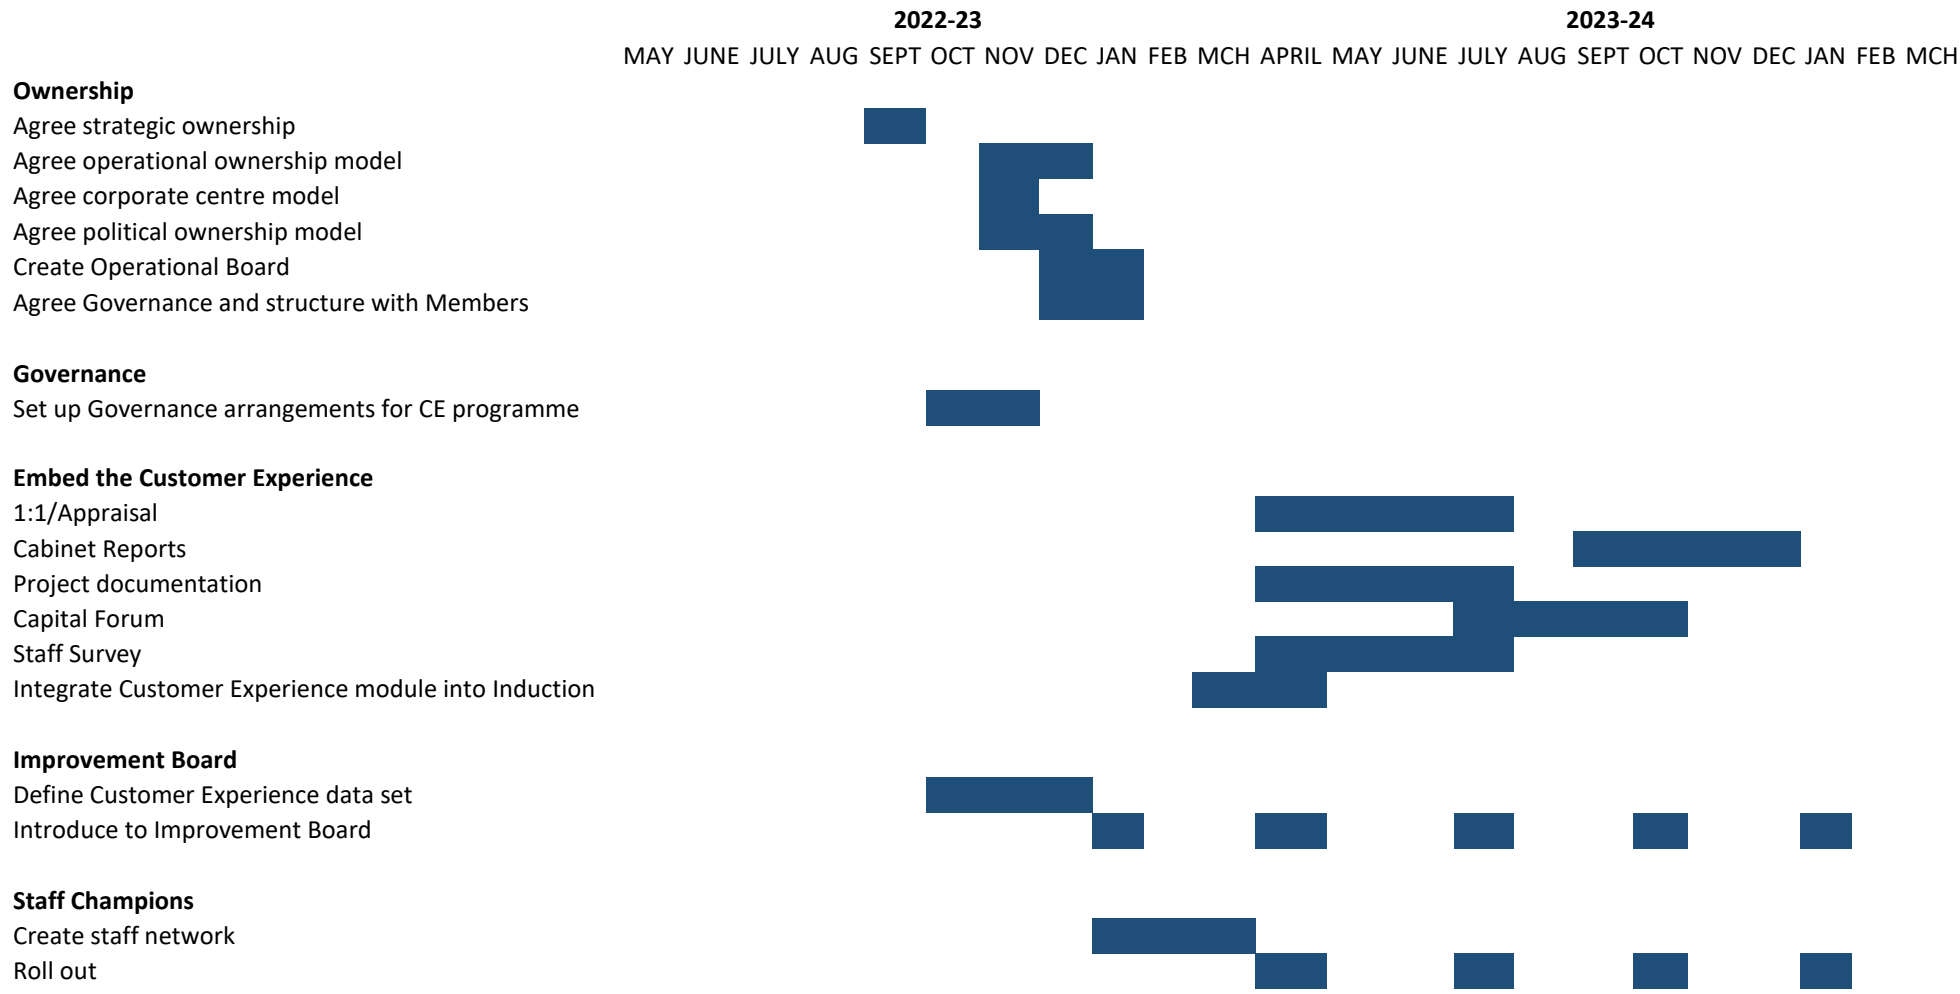 2022-23 2023-24
MAY JUNE JULY AUG SEPT OCT NOV DEC JAN FEB MCH APRIL MAY JUNE JULY AUG SEPT OCT NOV DEC JAN FEB MCH
Ownership
Agree strategic ownership
Agree operational ownership model
Agree corporate centre model
Agree political ownership model
Create Operational Board
Agree Governance and structure with Members
Governance
Set up Governance arrangements for CE programme
Embed the Customer Experience
1:1/Appraisal
Cabinet Reports
Project documentation
Capital Forum
Staff Survey
Integrate Customer Experience module into Induction
Improvement Board
Define Customer Experience data set
Introduce to Improvement Board
Staff Champions
Create staff network
Roll out